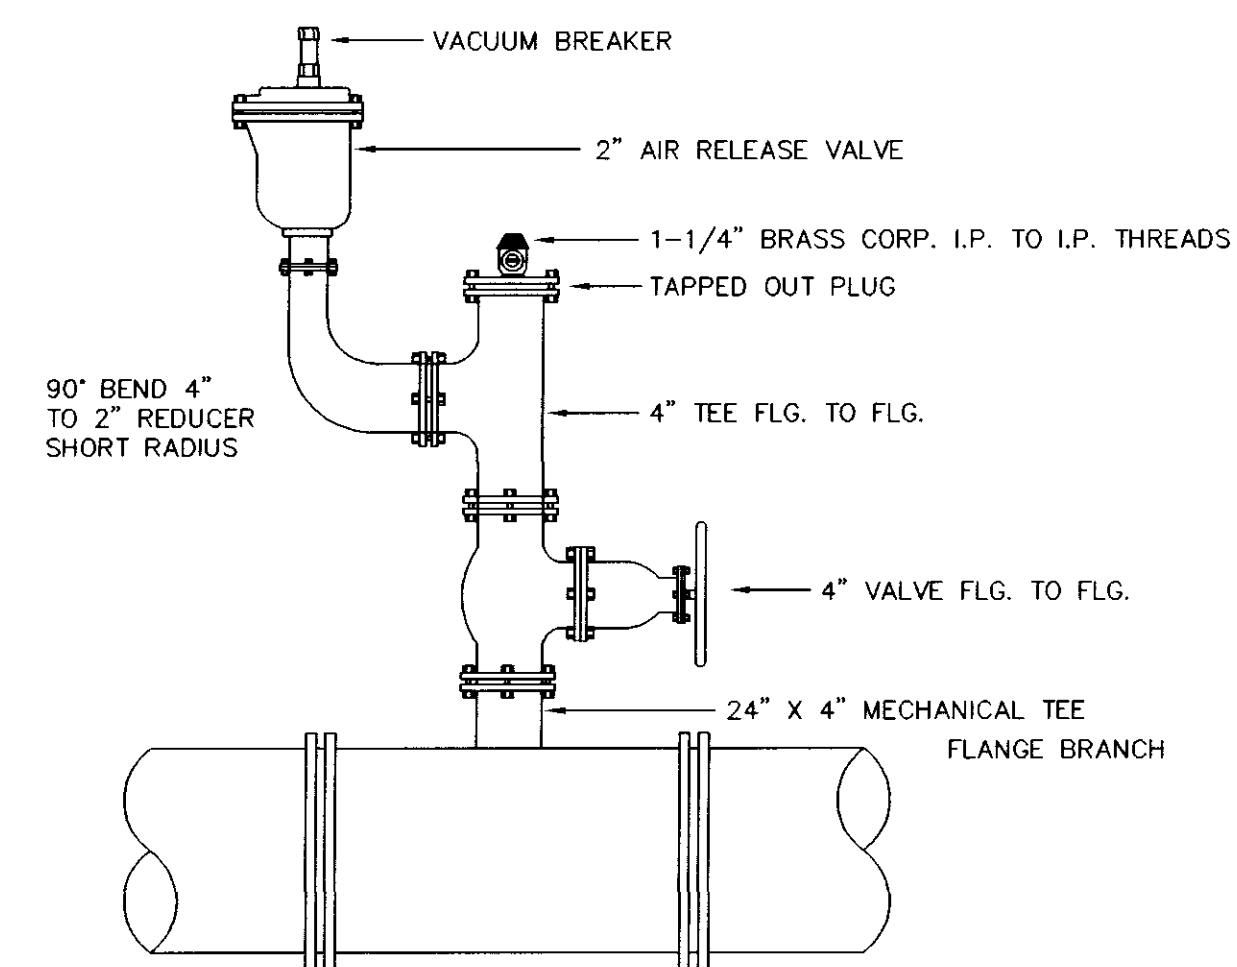 VACUUM BREAKER
2" AIR RELEASE VALVE
1-1/4" BRASS CORP. I.P. TO I.P. THREADS
TAPPED OUT PLUG
90° BEND 4"
TO 2" REDUCER
SHORT RADIUS
4" TEE FLG. TO FLG.
4" VALVE FLG. TO FLG.
24" X 4" MECHANICAL TEE
FLANGE BRANCH